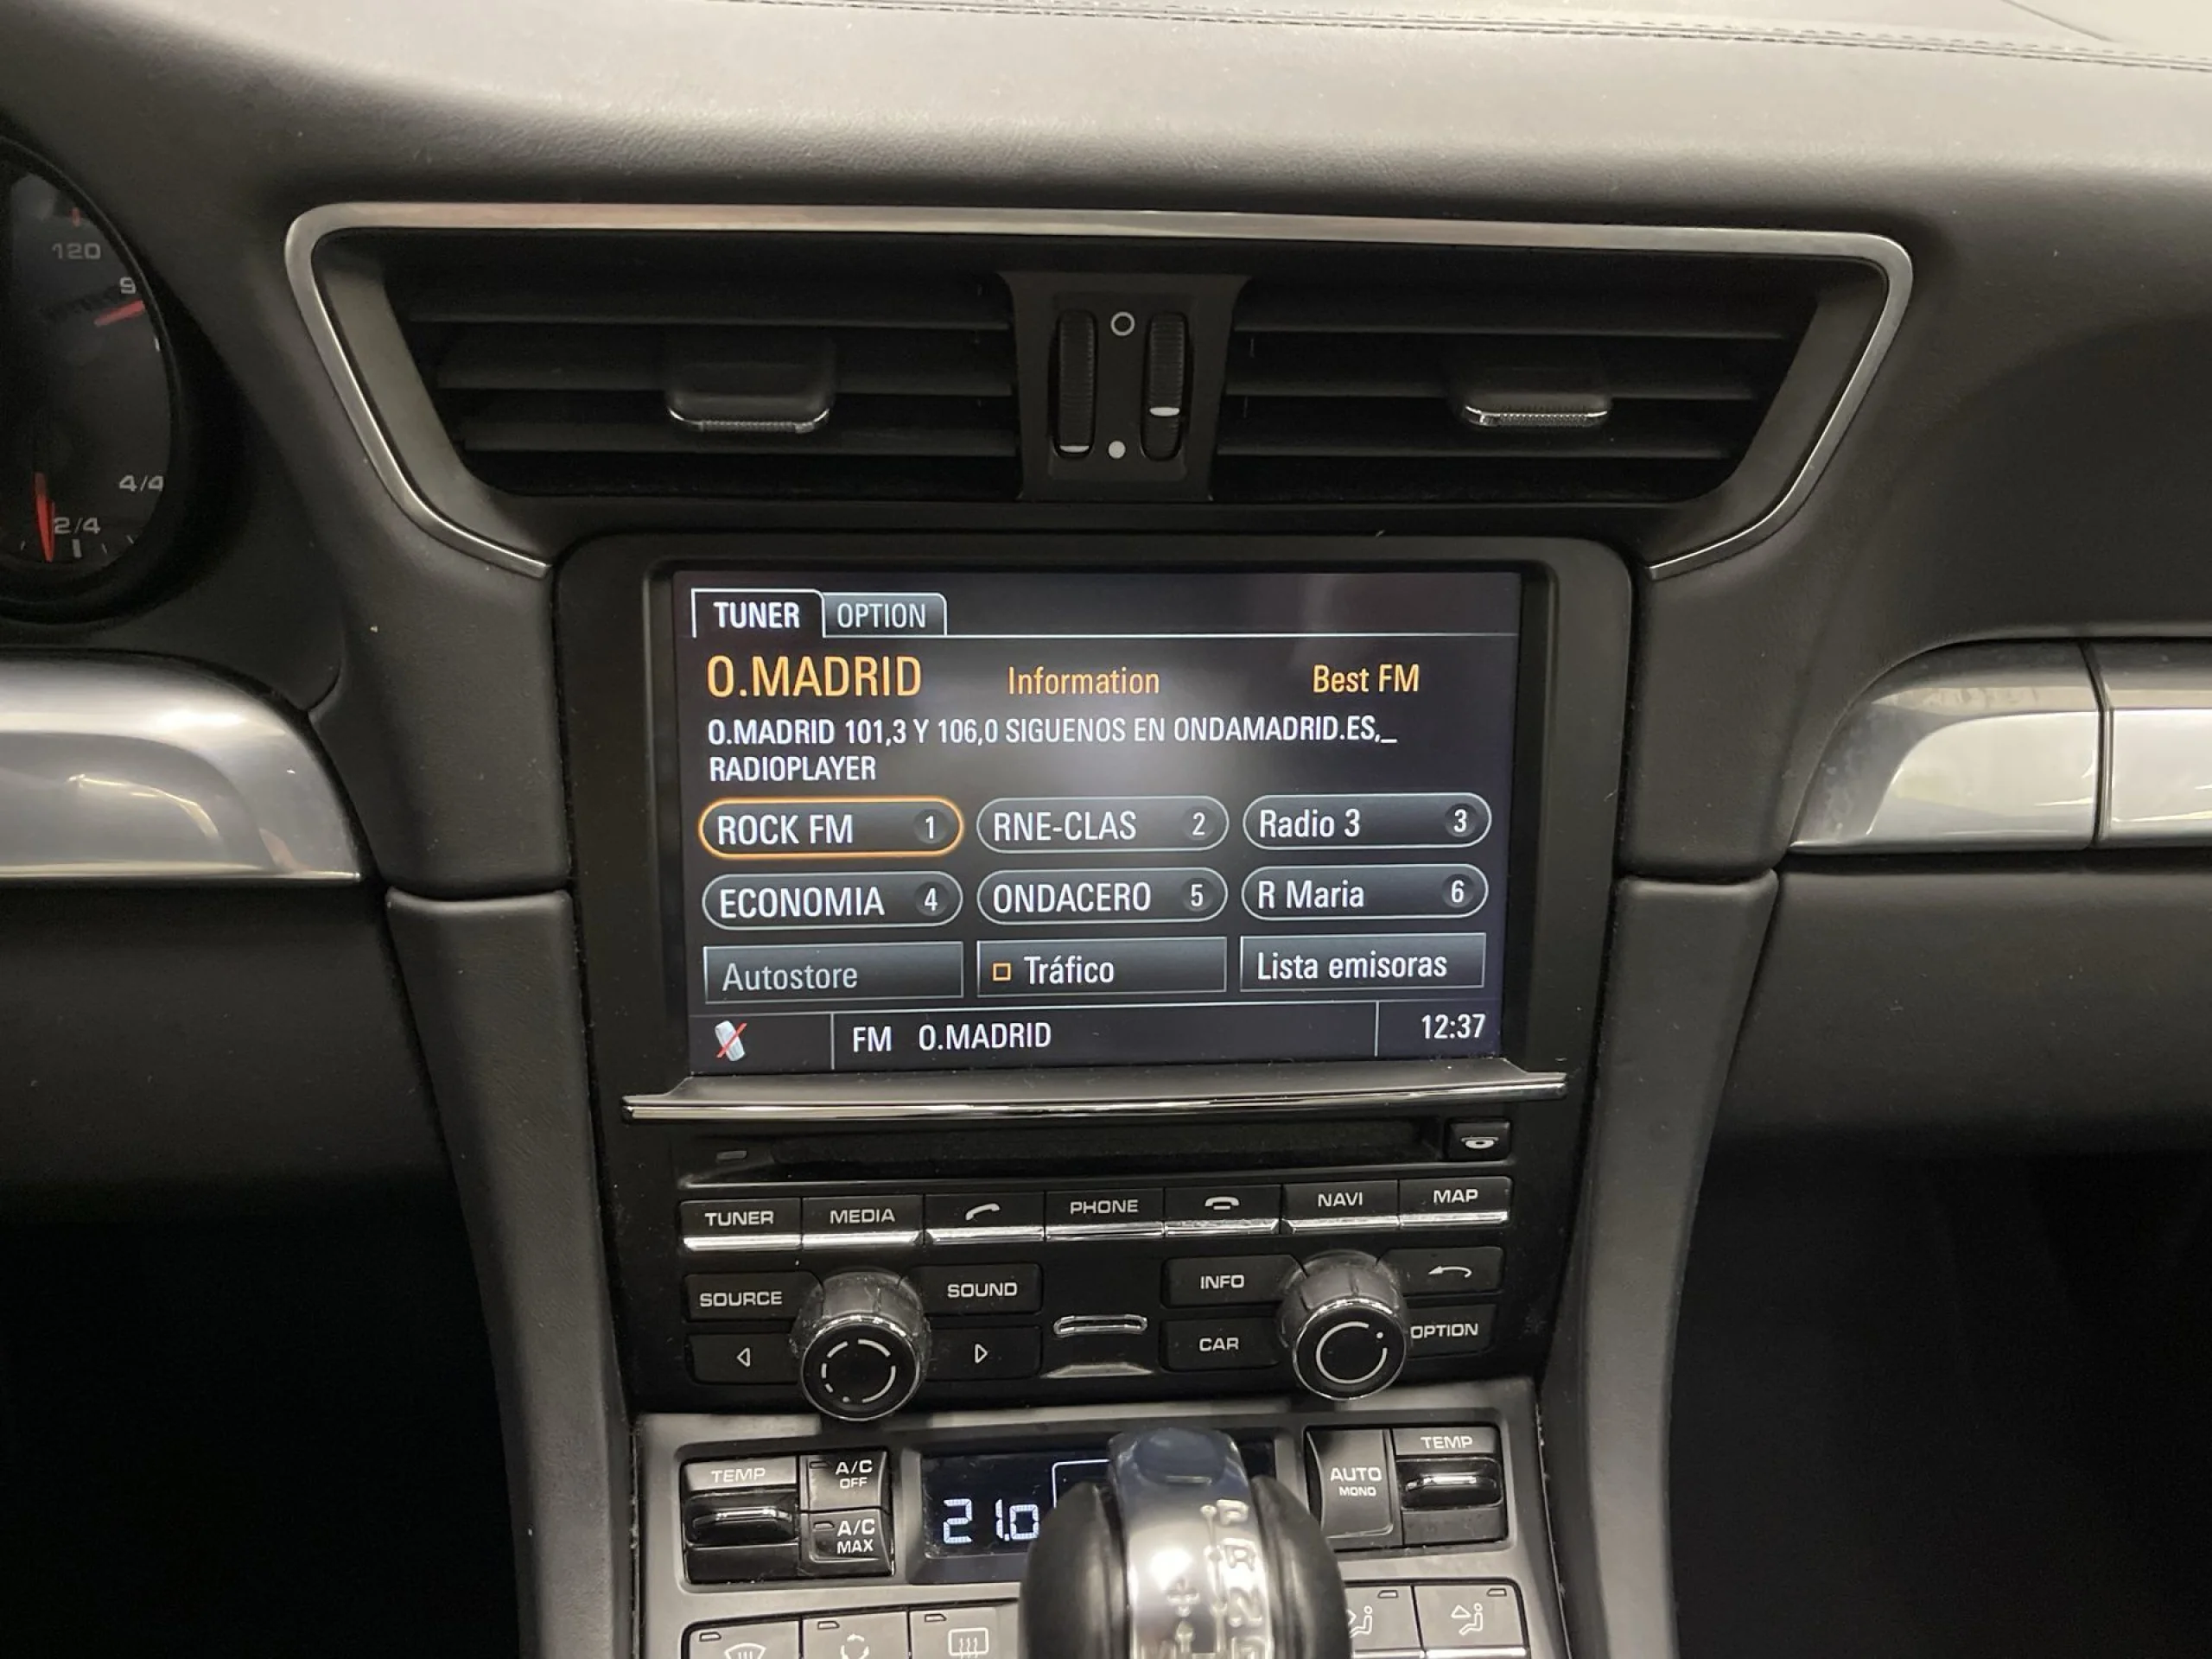 120
9
4/4
2/4
TUNER OPTION
O.MADRID Information Best FM
O.MADRID 101,3 Y 106,0 SIGUENOS EN ONDAMADRID.ES,_
RADIOPLAYER
ROCK FM 1 RNE-CLAS 2 Radio 3 3
ECONOMIA 4 ONDACERO 5 R Maria 6
Autostore Tráfico Lista emisoras
FM O.MADRID 12:37
TUNER MEDIA PHONE NAVI MAP
SOURCE SOUND INFO
CAR OPTION
TEMP A/C OFF AUTO MONO TEMP
21.0
A/C MAX
P
R
N
D